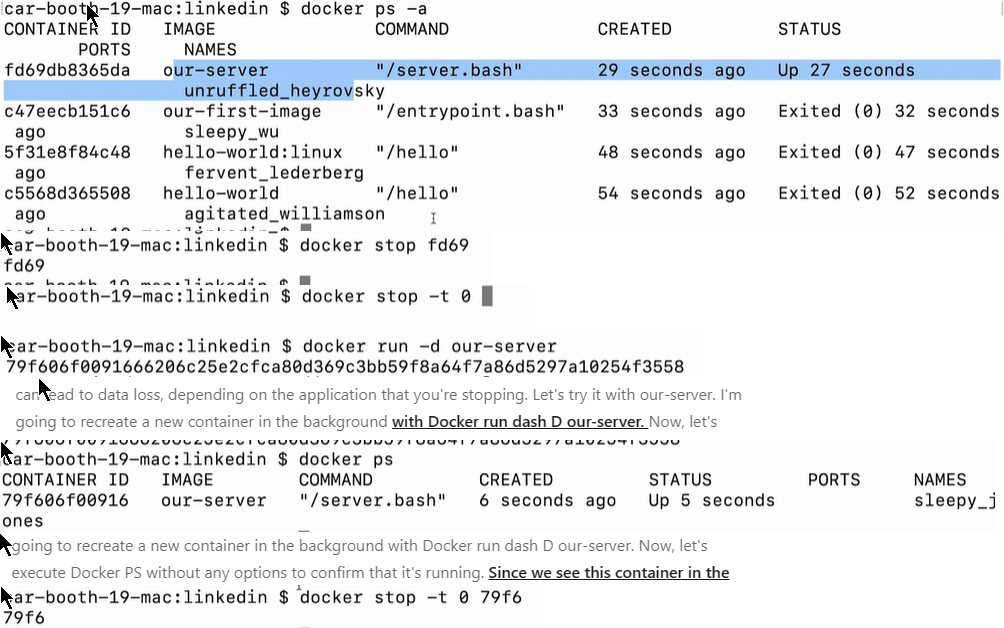 car-booth-19-mac:linkedin $ docker ps -a
CONTAINER ID IMAGE COMMAND CREATED STATUS
PORTS NAMES
fd69db8365da our-server "/server.bash" 29 seconds ago Up 27 seconds
unruffled_heyrovsky
c47eecb151c6 our-first-image "/entrypoint.bash" 33 seconds ago Exited (0) 32 seconds
ago sleepy_wu
5f31e8f84c48 hello-world:linux "/hello" 48 seconds ago Exited (0) 47 seconds
ago fervent_lederberg
c5568d365508 hello-world "/hello" 54 seconds ago Exited (0) 52 seconds
ago agitated_williamson
car-booth-19-mac:linkedin $ docker stop fd69
fd69
car-booth-19-mac:linkedin $ docker stop -t 0
car-booth-19-mac:linkedin $ docker run -d our-server
79f606f0091666206c25e2cfca80d369c3bb59f8a64f7a86d5297a10254f3558
can lead to data loss, depending on the application that you're stopping. Let's try it with our-server. I'm
going to recreate a new container in the background with Docker run dash D our-server. Now, let's
car-booth-19-mac:linkedin $ docker ps
CONTAINER ID IMAGE COMMAND CREATED STATUS PORTS NAMES
79f606f00916 our-server "/server.bash" 6 seconds ago Up 5 seconds sleepy_j
ones
going to recreate a new container in the background with Docker run dash D our-server. Now, let's
execute Docker PS without any options to confirm that it's running. Since we see this container in the
car-booth-19-mac:linkedin $ docker stop -t 0 79f6
79f6